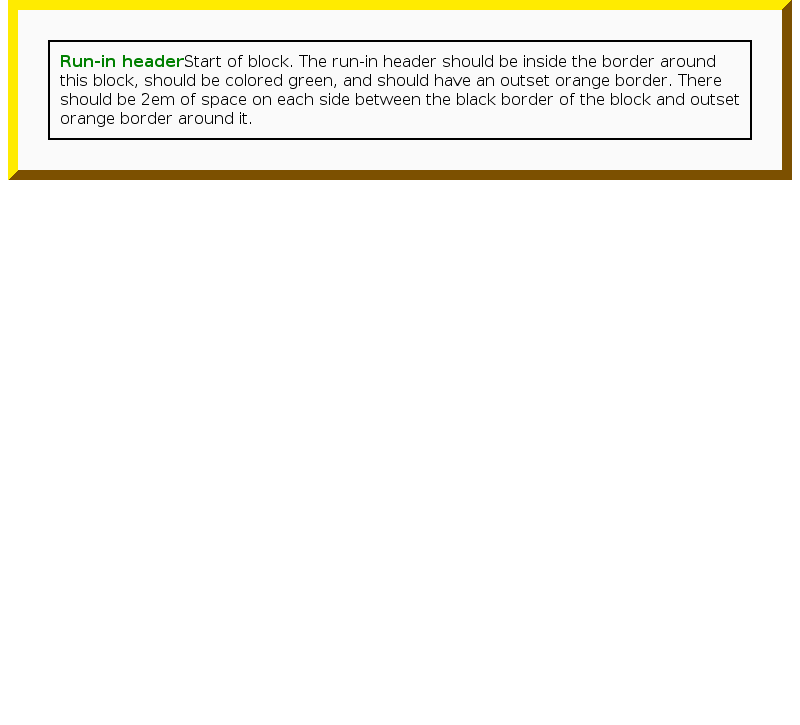 Run-in headerStart of block. The run-in header should be inside the border around
this block, should be colored green, and should have an outset orange border. There
should be 2em of space on each side between the black border of the block and outset
orange border around it.